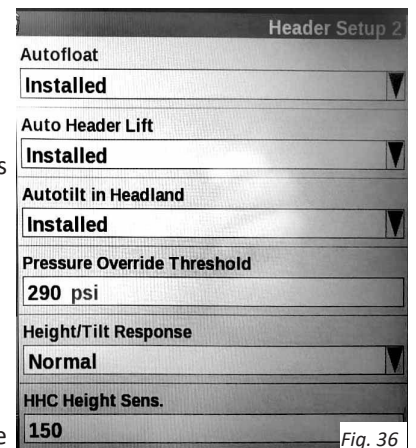 Header Setup 2
Autofloat
Installed
Auto Header Lift
Installed
s
Autotilt in Headland
Installed
Pressure Override Threshold
290 psi
Height/Tilt Response
Normal
HHC Height Sens.
150
e
Fig. 36